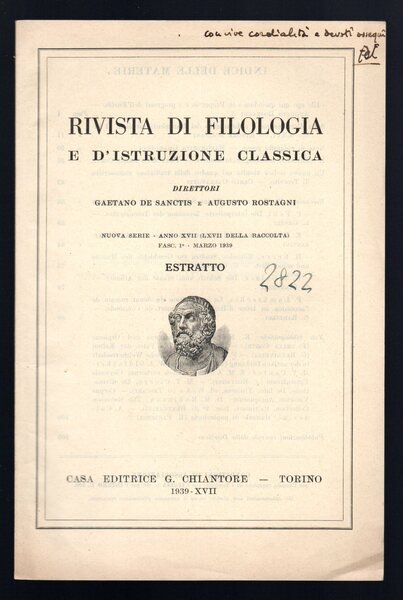 con vive cordialità e devoti ossequi
RIVISTA DI FILOLOGIA
E D'ISTRUZIONE CLASSICA
DIRETTORI
GAETANO DE SANCTIS E AUGUSTO ROSTAGNI
NUOVA SERIE - ANNO XVII (LXVII DELLA RACCOLTA)
FASC. 1º - MARZO 1939
ESTRATTO
2822
CASA EDITRICE G. CHIANTORE — TORINO
1939-XVII